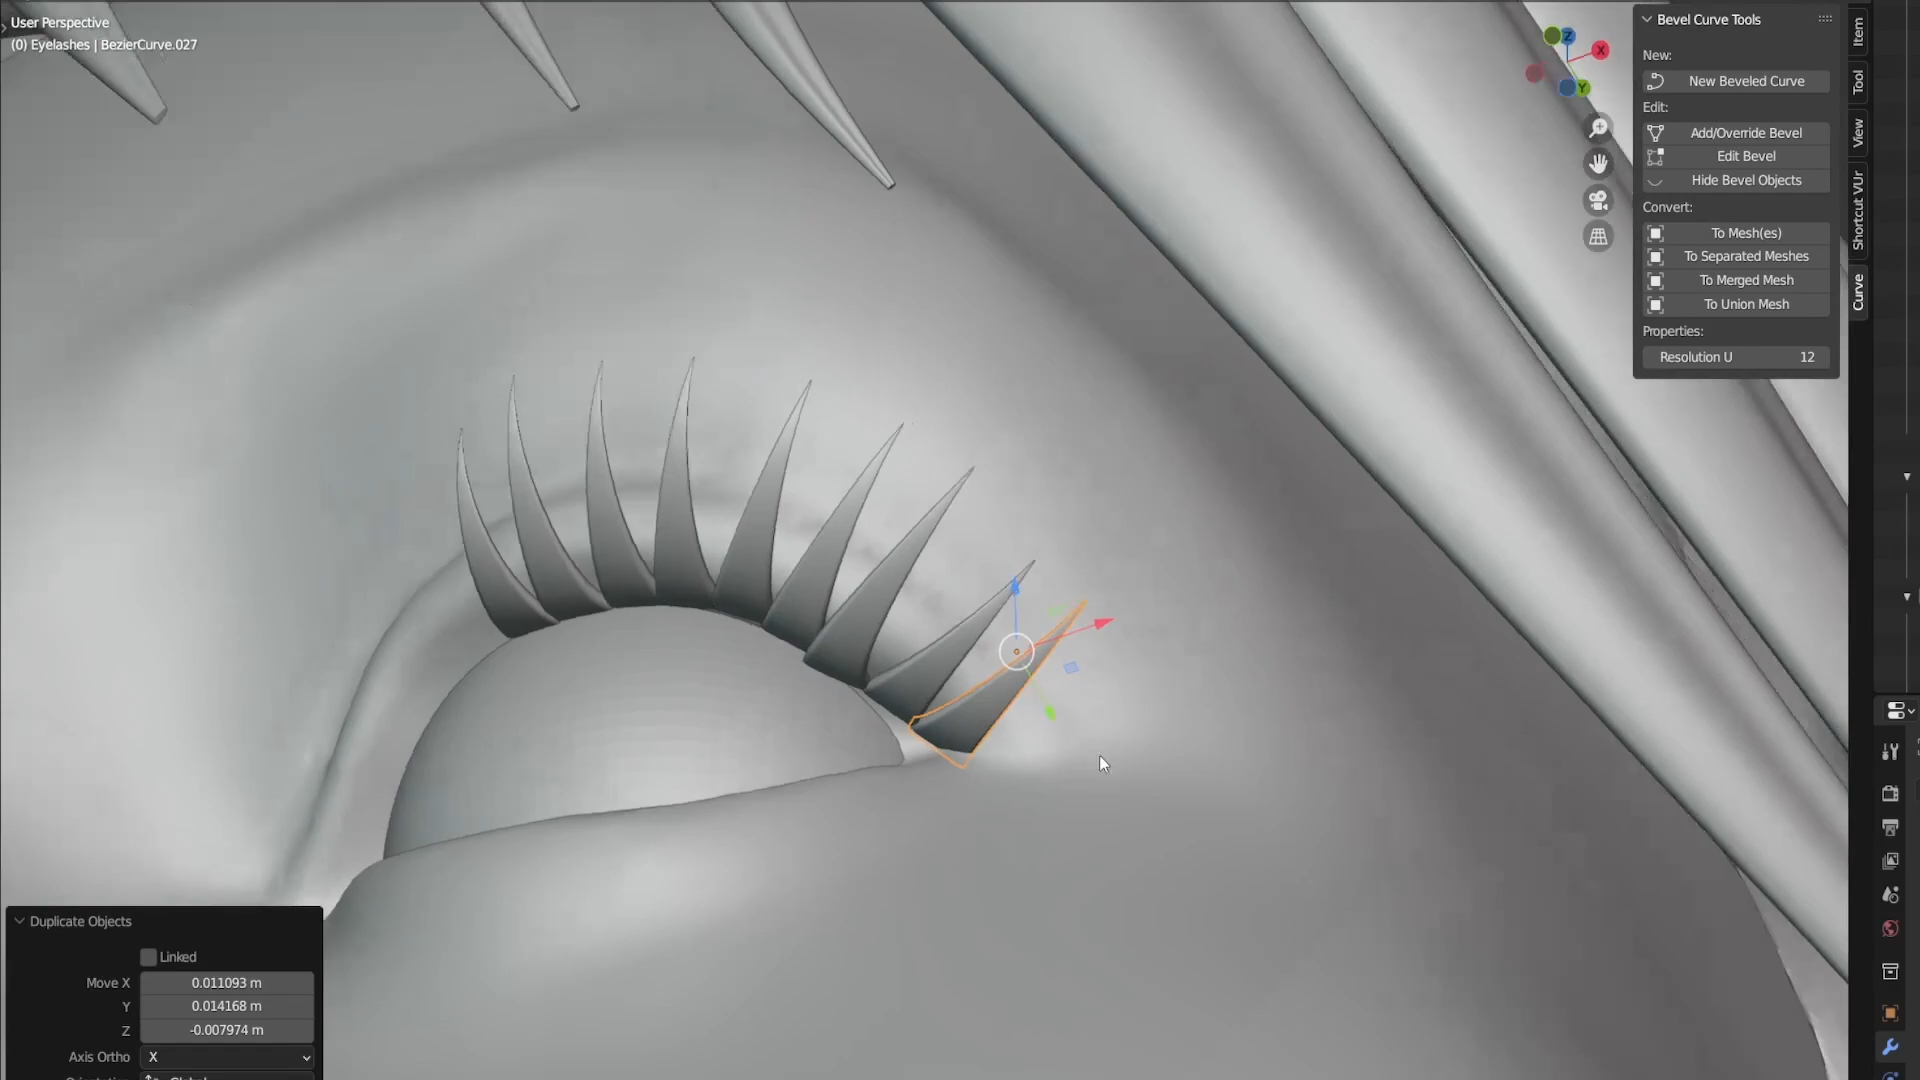 User Perspective
(0) Eyelashes | BezierCurve.027
Z
X
Y
Bevel Curve Tools
New:
New Beveled Curve
Edit:
Add/Override Bevel
Edit Bevel
Hide Bevel Objects
Convert:
To Mesh(es)
To Separated Meshes
To Merged Mesh
To Union Mesh
Properties:
Resolution U 12
Item
Tool
View
Shortcut VUr
Curve
Duplicate Objects
Linked
Move X 0.011093 m
Y 0.014168 m
Z -0.007974 m
Axis Ortho X